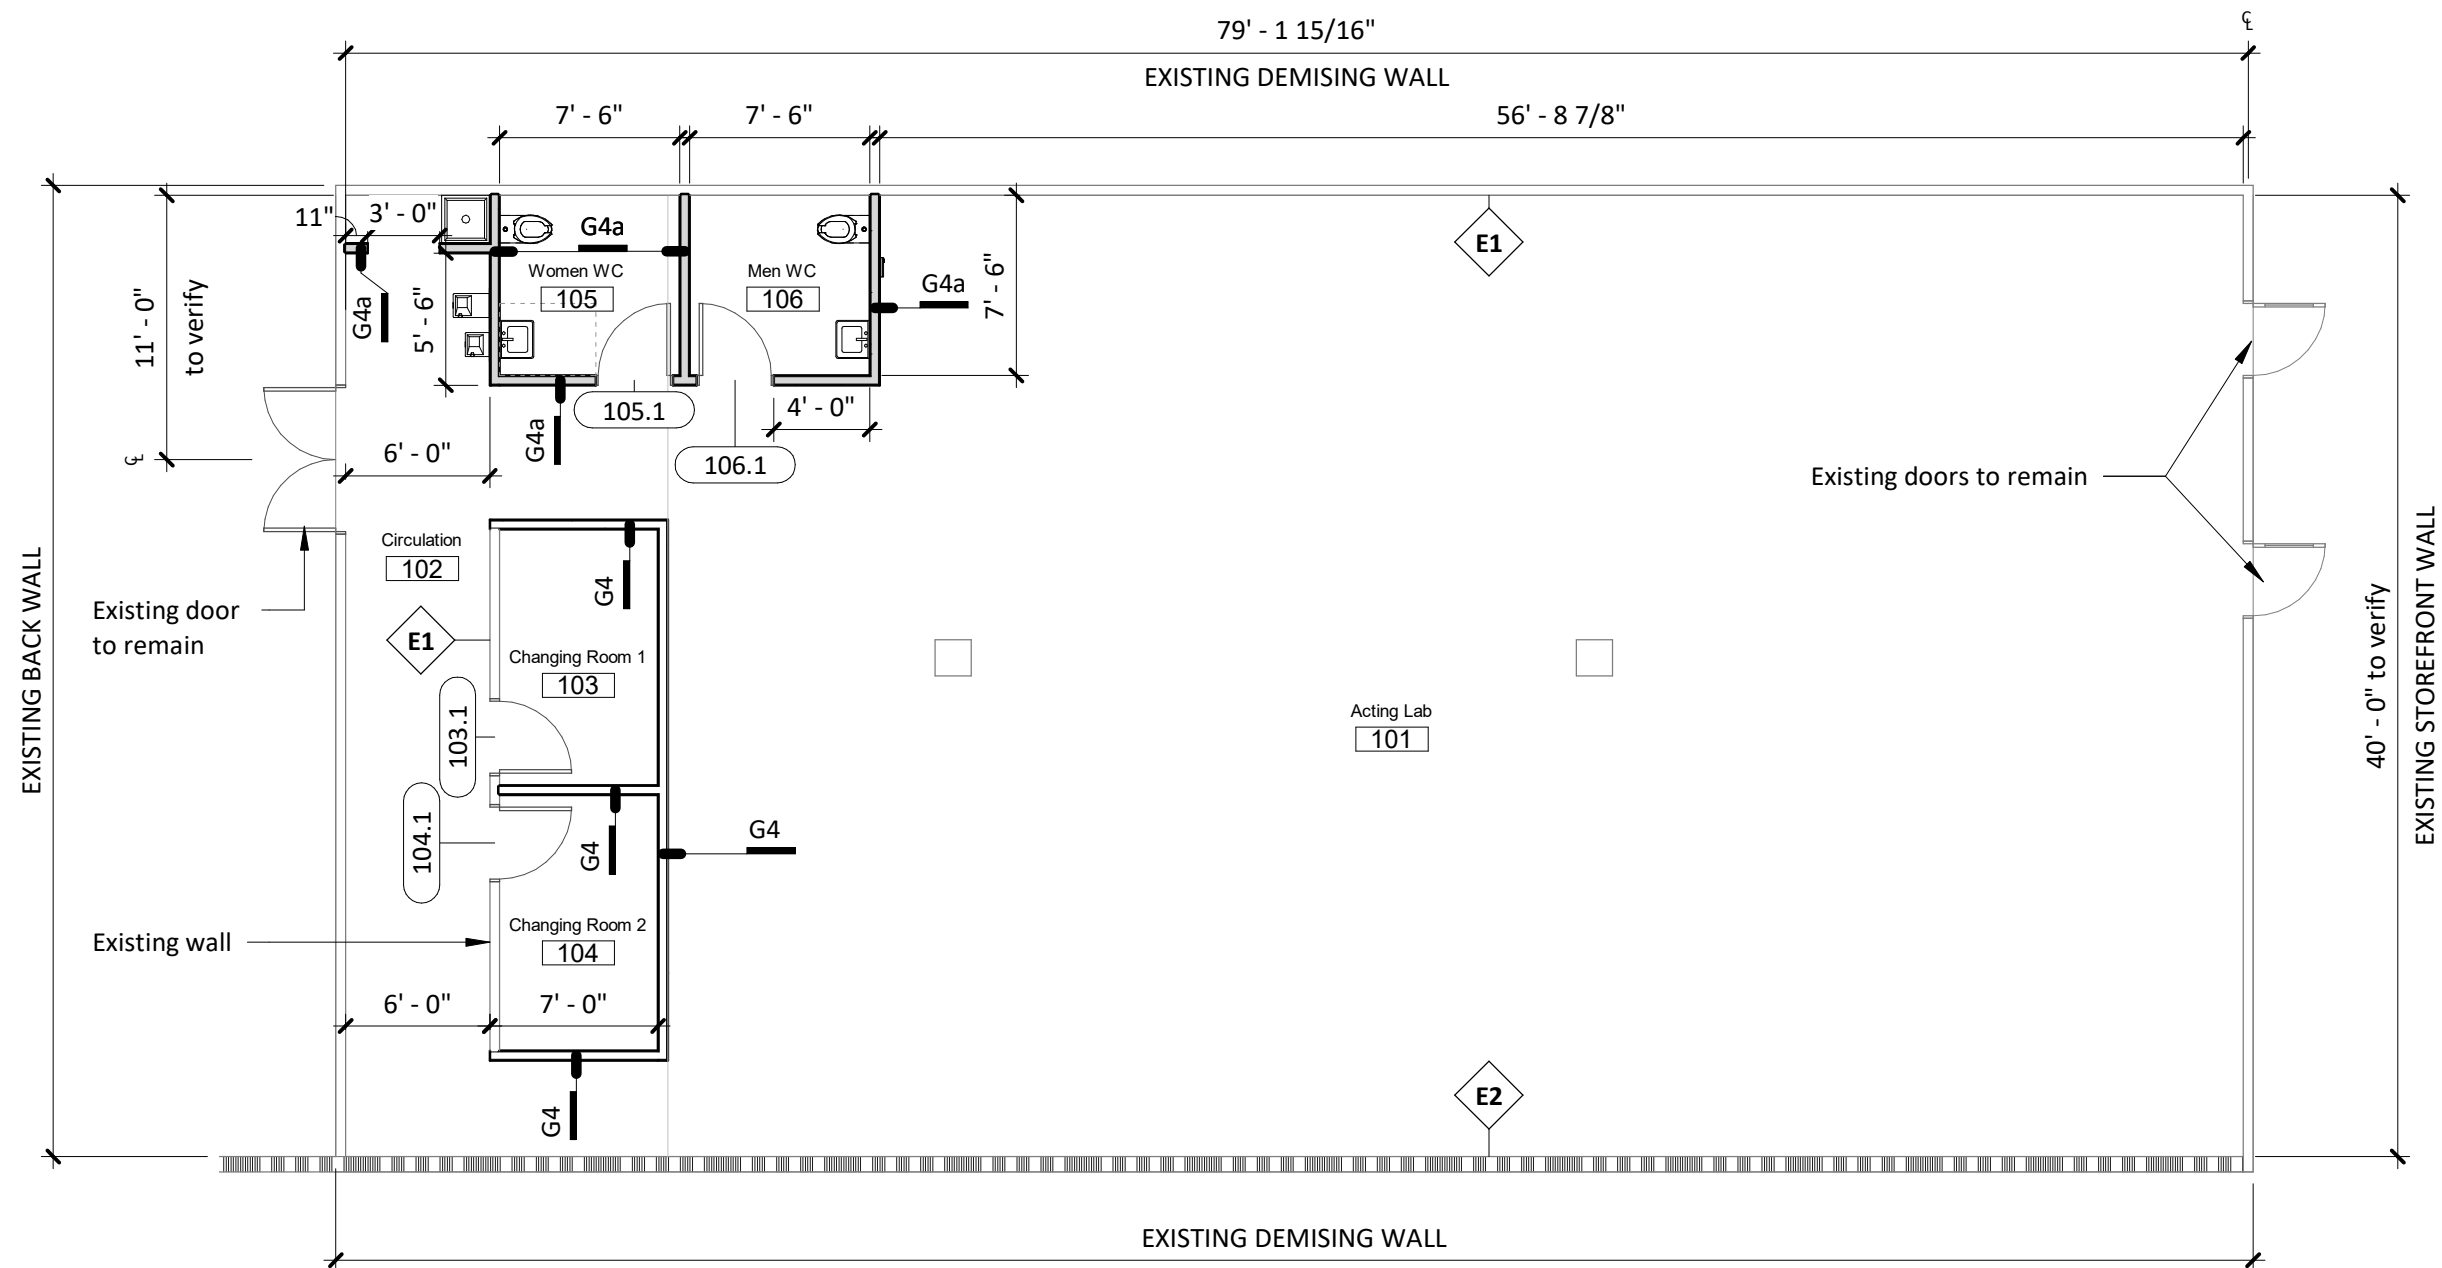 79' - 1 15/16"
℄
EXISTING DEMISING WALL
7' - 6"
7' - 6"
56' - 8 7/8"
11"
3' - 0"
G4a
E1
Women WC
105
Men WC
106
G4a
7' - 6"
11' - 0"
to verify
G4a
5' - 6"
105.1
4' - 0"
G4a
6' - 0"
℄
106.1
Existing doors to remain
Circulation
102
Existing door
to remain
G4
E1
Changing Room 1
103
EXISTING BACK WALL
103.1
Acting Lab
101
40' - 0" to verify
EXISTING STOREFRONT WALL
104.1
G4
G4
Changing Room 2
104
Existing wall
6' - 0"
7' - 0"
G4
E2
EXISTING DEMISING WALL